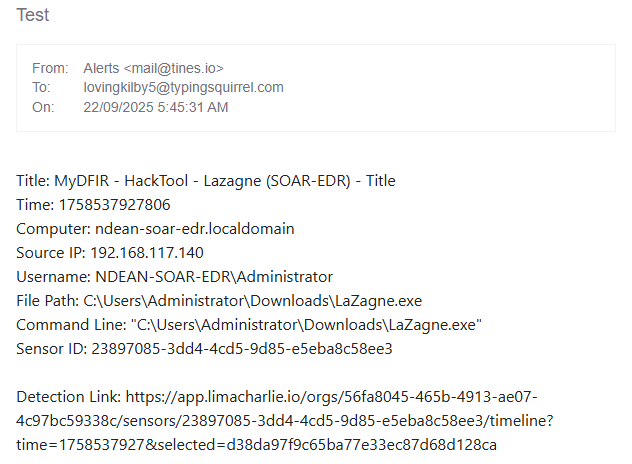 Test
From: Alerts <mail@tines.io>
To: lovingkilby5@typingsquirrel.com
On: 22/09/2025 5:45:31 AM
Title: MyDFIR - HackTool - Lazagne (SOAR-EDR) - Title
Time: 1758537927806
Computer: ndean-soar-edr.localdomain
Source IP: 192.168.117.140
Username: NDEAN-SOAR-EDR\Administrator
File Path: C:\Users\Administrator\Downloads\LaZagne.exe
Command Line: "C:\Users\Administrator\Downloads\LaZagne.exe"
Sensor ID: 23897085-3dd4-4cd5-9d85-e5eba8c58ee3
Detection Link: https://app.limacharlie.io/orgs/56fa8045-465b-4913-ae07-
4c97bc59338c/sensors/23897085-3dd4-4cd5-9d85-e5eba8c58ee3/timeline?
time=1758537927&selected=d38da97f9c65ba77e33ec87d68d128ca